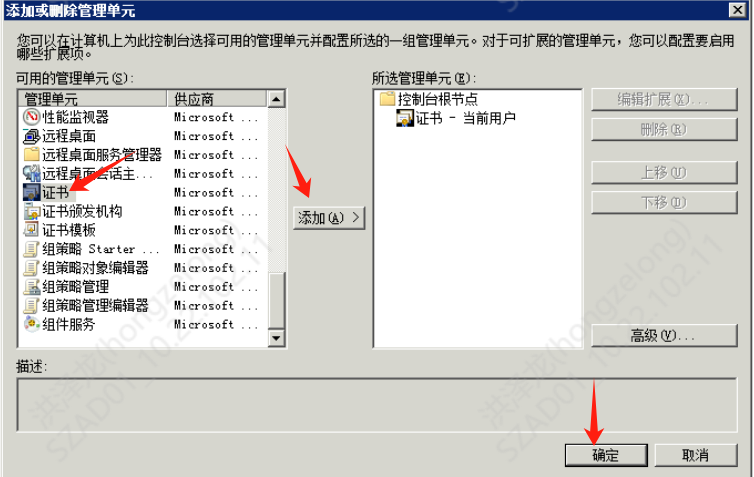 添加或删除管理单元
您可以在计算机上为此控制台选择可用的管理单元并配置所选的一组管理单元。对于可扩展的管理单元，您可以配置要启用
哪些扩展项。
可用的管理单元(S):
管理单元 供应商
性能监视器 Microsoft ...
远程桌面 Microsoft ...
远程桌面服务管理器 Microsoft ...
远程桌面会话主... Microsoft ...
证书 Microsoft ...
证书颁发机构 Microsoft ...
证书模板 Microsoft ...
组策略 Starter ... Microsoft ...
组策略对象编辑器 Microsoft ...
组策略管理 Microsoft ...
组策略管理编辑器 Microsoft ...
组件服务 Microsoft ...
添加(A) >
所选管理单元(E):
控制台根节点
证书 - 当前用户
编辑扩展(X)...
删除(R)
上移(U)
下移(D)
高级(V)...
描述:
确定
取消
洪泽龙(hongzelong)
SZAD01_10.22.102.11